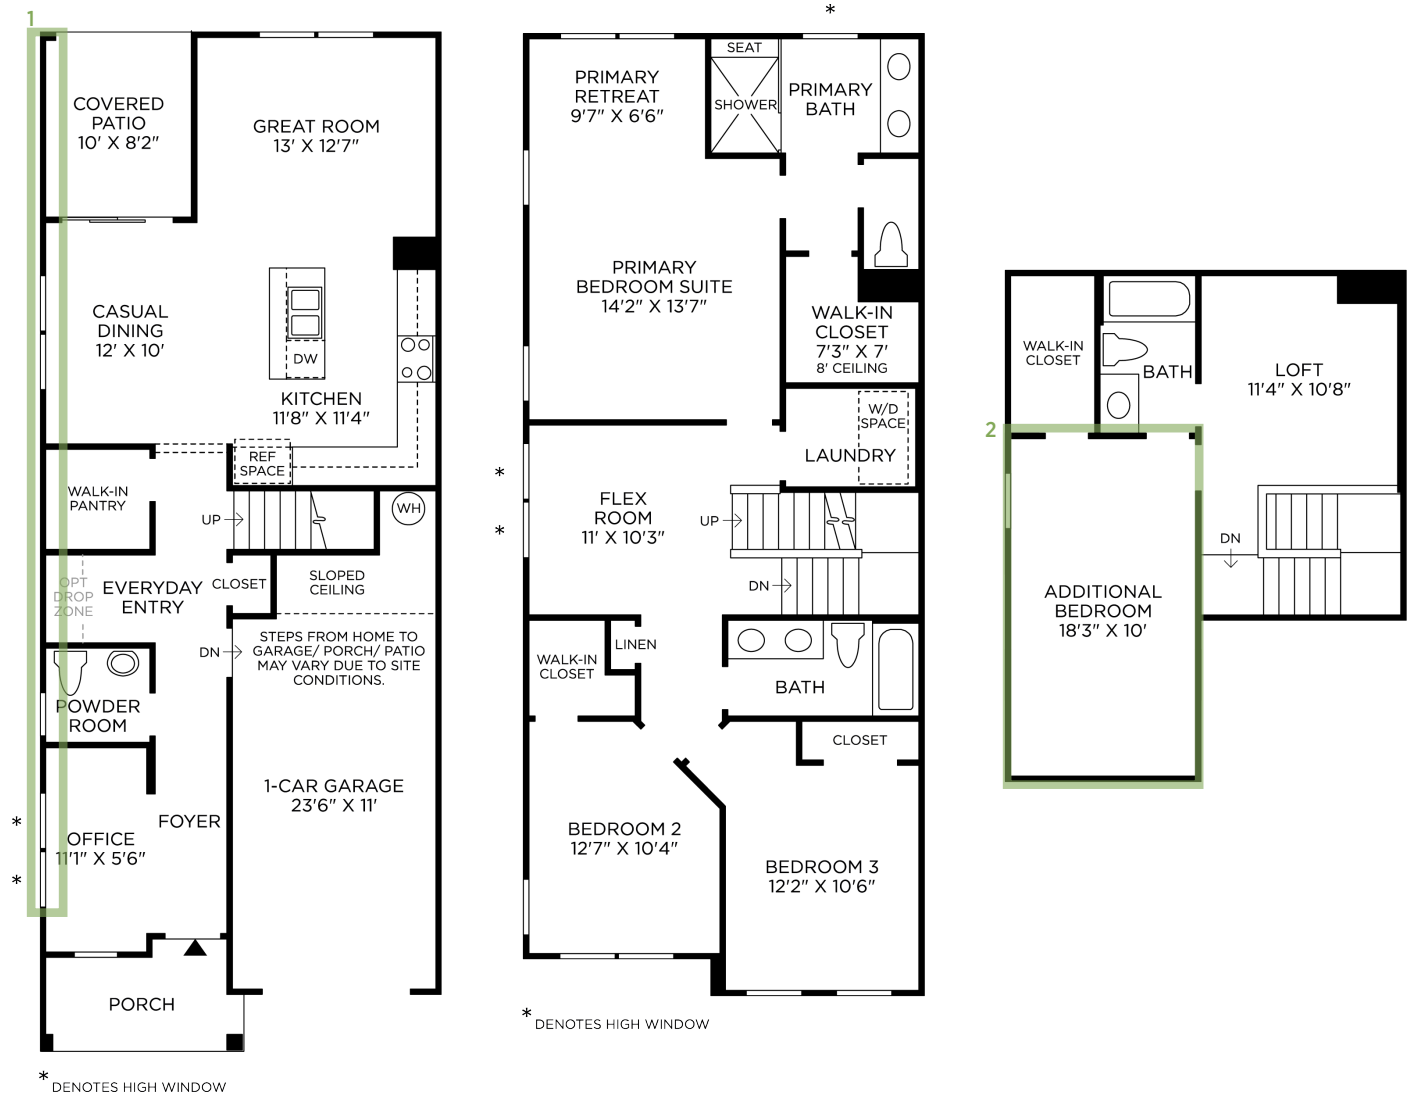 1
COVERED
PATIO
10' X 8'2"
GREAT ROOM
13' X 12'7"
CASUAL
DINING
12' X 10'
DW
KITCHEN
11'8" X 11'4"
REF
SPACE
WALK-IN
PANTRY
UP
WH
OPT
DROP
ZONE
EVERYDAY
ENTRY
CLOSET
SLOPED
CEILING
DN
STEPS FROM HOME TO
GARAGE/ PORCH/ PATIO
MAY VARY DUE TO SITE
CONDITIONS.
POWDER
ROOM
1-CAR GARAGE
23'6" X 11'
*
FOYER
OFFICE
11'1" X 5'6"
*
PORCH
* DENOTES HIGH WINDOW
*
PRIMARY
RETREAT
9'7" X 6'6"
SEAT
SHOWER
PRIMARY
BATH
PRIMARY
BEDROOM SUITE
14'2" X 13'7"
WALK-IN
CLOSET
7'3" X 7'
8' CEILING
W/D
SPACE
LAUNDRY
*
FLEX
ROOM
11' X 10'3"
*
UP
DN
WALK-IN
CLOSET
LINEN
BATH
CLOSET
BEDROOM 2
12'7" X 10'4"
BEDROOM 3
12'2" X 10'6"
* DENOTES HIGH WINDOW
WALK-IN
CLOSET
BATH
LOFT
11'4" X 10'8"
2
DN
ADDITIONAL
BEDROOM
18'3" X 10'